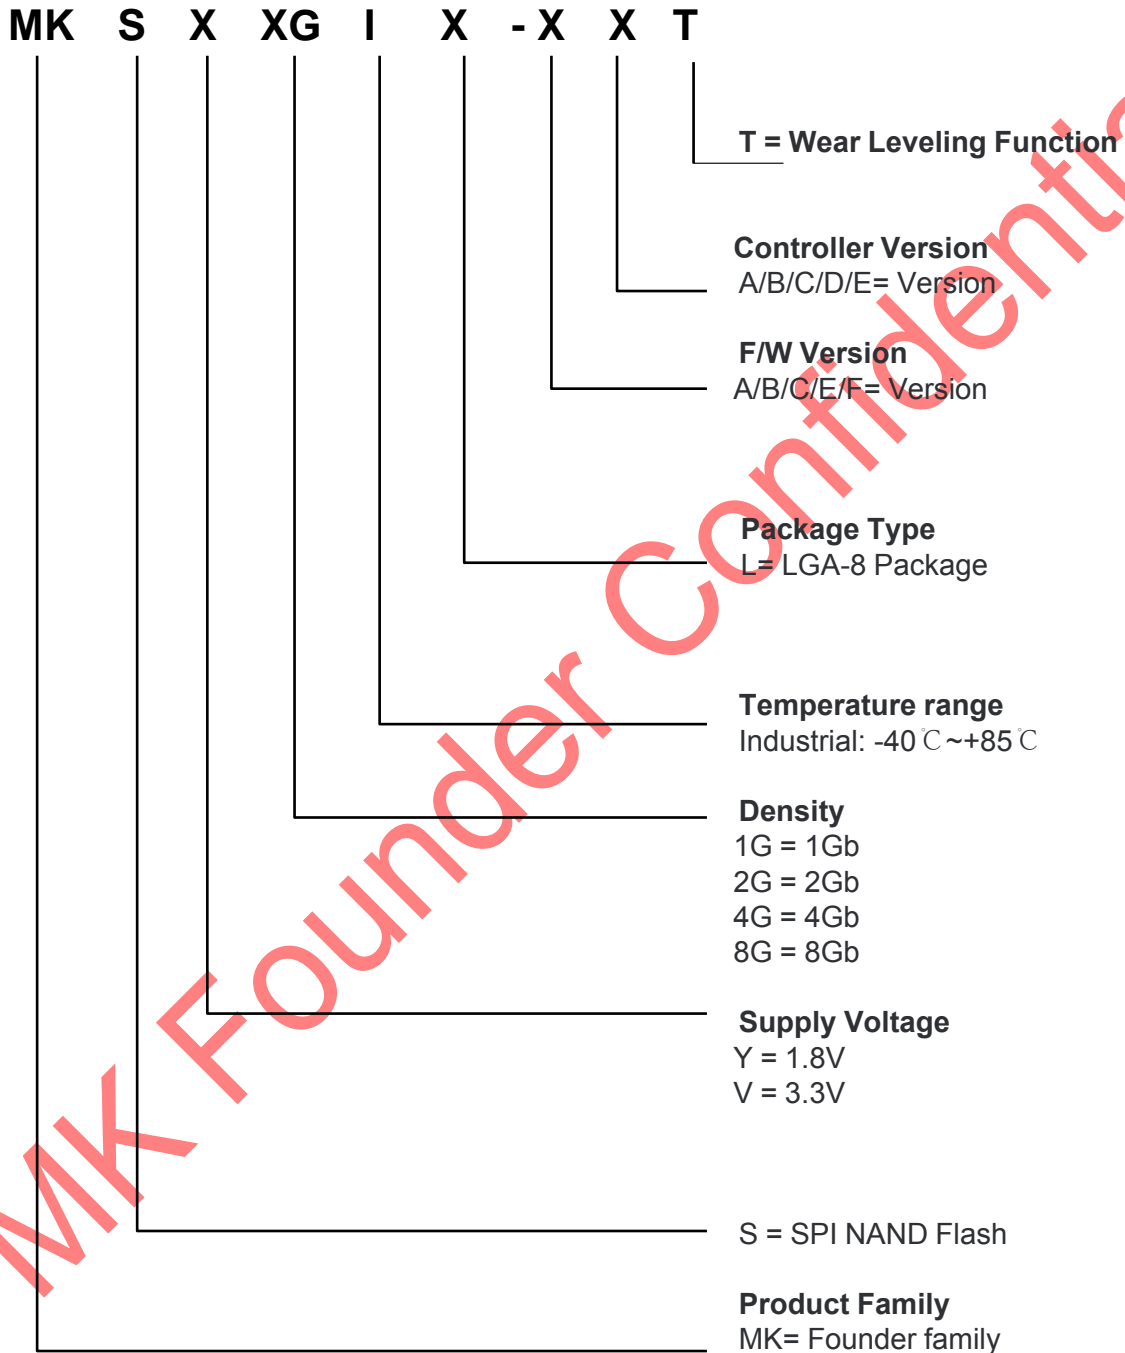 MK S X XG I X - X X T
T = Wear Leveling Function
Controller Version
A/B/C/D/E= Version
F/W Version
A/B/C/E/F= Version
Package Type
L= LGA-8 Package
Temperature range
Industrial: -40℃~+85℃
Density
1G = 1Gb
2G = 2Gb
4G = 4Gb
8G = 8Gb
Supply Voltage
Y = 1.8V
V = 3.3V
S = SPI NAND Flash
Product Family
MK= Founder family
MK Founder Confidentia